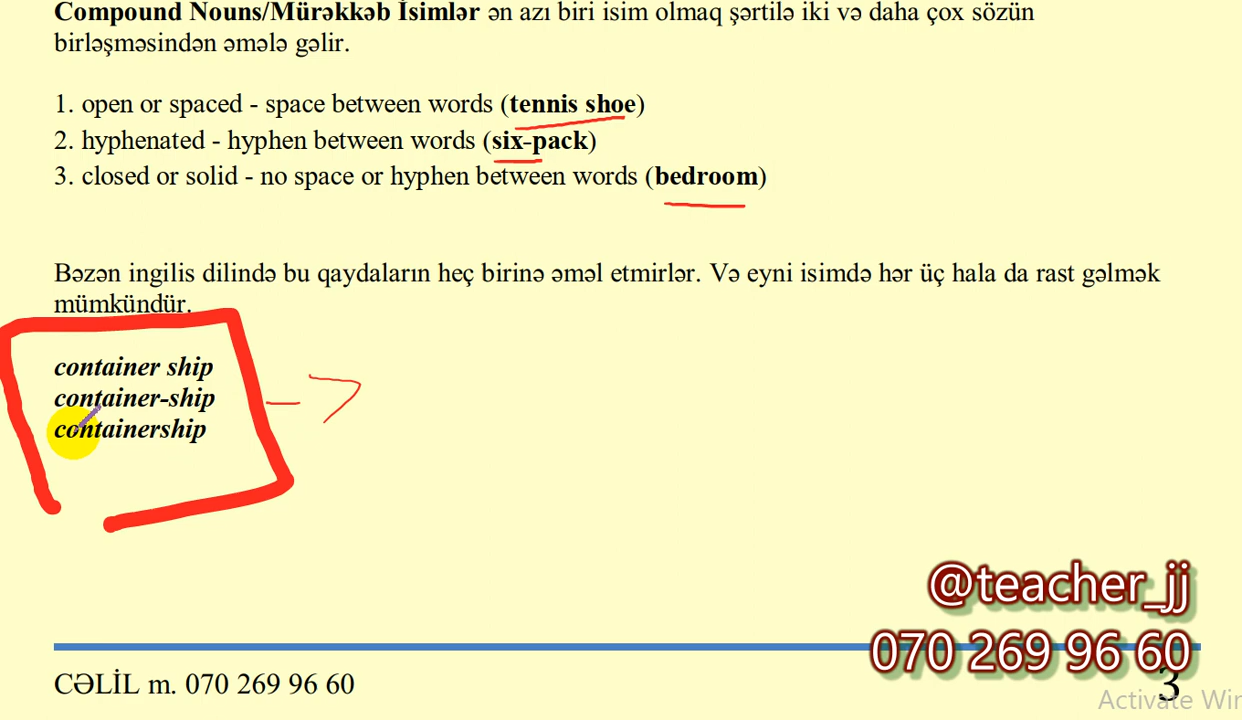 Compound Nouns/Mürəkkəb İsimlər ən azı biri isim olmaq şərtilə iki və daha çox sözün
birləşməsindən əmələ gəlir.
1. open or spaced - space between words (tennis shoe)
2. hyphenated - hyphen between words (six-pack)
3. closed or solid - no space or hyphen between words (bedroom)
Bəzən ingilis dilində bu qaydaların heç birinə əməl etmirlər. Və eyni isimdə hər üç hala da rast gəlmək
mümkündür.
container ship
container-ship
containership
@teacher_jj
070 269 96 60
CƏLİL m. 070 269 96 60
3
Activate Wir